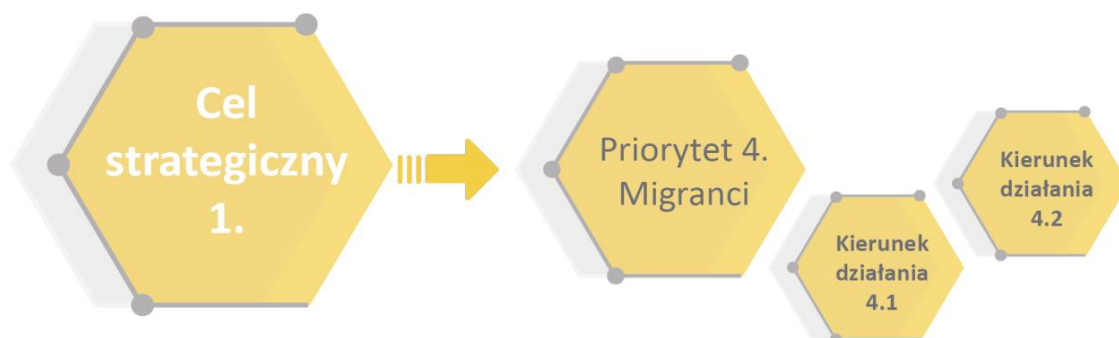 Cel
strategiczny
1.
Priorytet 4.
Migranci
Kierunek
działania
4.1
Kierunek
działania
4.2